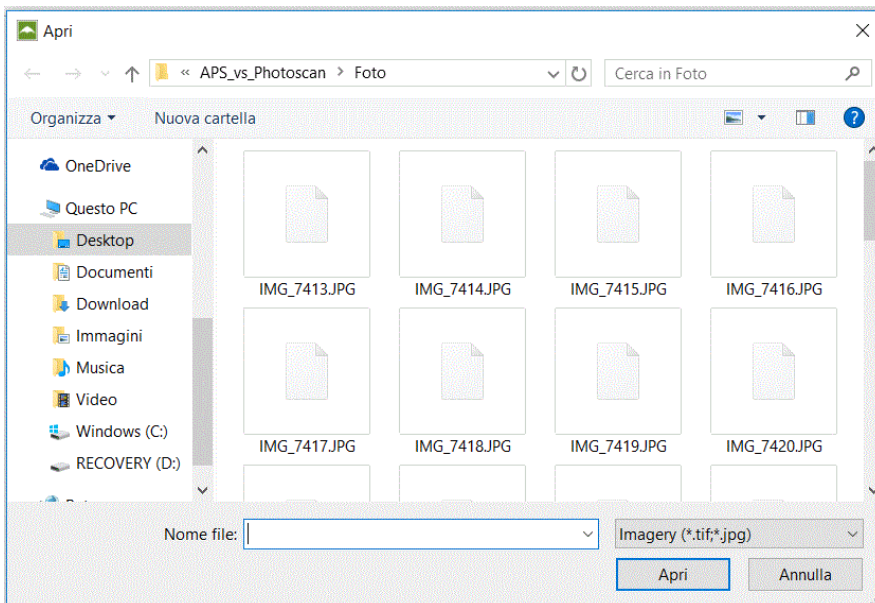 Apri
« APS_vs_Photoscan > Foto
Cerca in Foto
Organizza
Nuova cartella
?
OneDrive
Questo PC
Desktop
Documenti
Download
Immagini
Musica
Video
Windows (C:)
RECOVERY (D:)
IMG_7413.JPG IMG_7414.JPG IMG_7415.JPG IMG_7416.JPG
IMG_7417.JPG IMG_7418.JPG IMG_7419.JPG IMG_7420.JPG
Nome file:
Imagery (*.tif;*.jpg)
Apri
Annulla